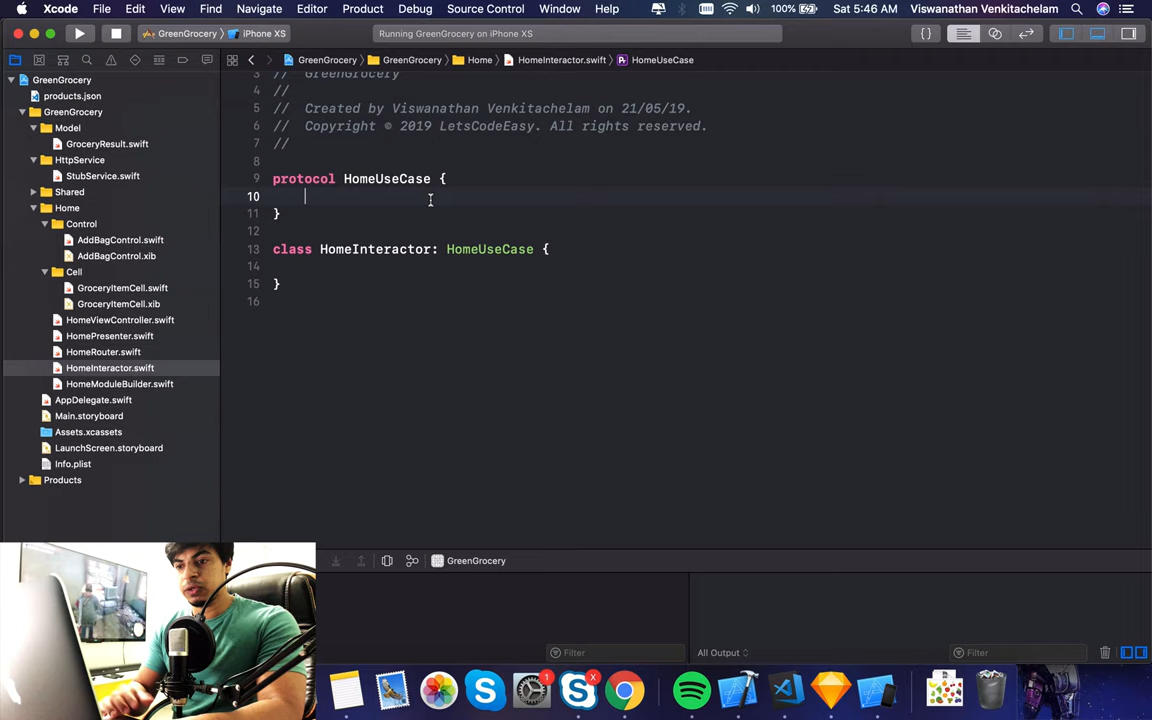 Xcode File Edit View Find Navigate Editor Product Debug Source Control Window Help 100% Sat 5:46 AM Viswanathan Venkitachelam
GreenGrocery iPhone XS Running GreenGrocery on iPhone XS
GreenGrocery GreenGrocery Home HomeInteractor.swift HomeUseCase
GreenGrocery
products.json
GreenGrocery
Model
GroceryResult.swift
HttpService
StubService.swift
Shared
Home
Control
AddBagControl.swift
AddBagControl.xib
Cell
GroceryItemCell.swift
GroceryItemCell.xib
HomeViewController.swift
HomePresenter.swift
HomeRouter.swift
HomeInteractor.swift
HomeModuleBuilder.swift
AppDelegate.swift
Main.storyboard
Assets.xcassets
LaunchScreen.storyboard
Info.plist
Products
3 // GreenGrocery
4 //
5 // Created by Viswanathan Venkitachelam on 21/05/19.
6 // Copyright © 2019 LetsCodeEasy. All rights reserved.
7 //
8
9 protocol HomeUseCase {
10
11 }
12
13 class HomeInteractor: HomeUseCase {
14
15 }
16
GreenGrocery
Filter All Output Filter
1 X